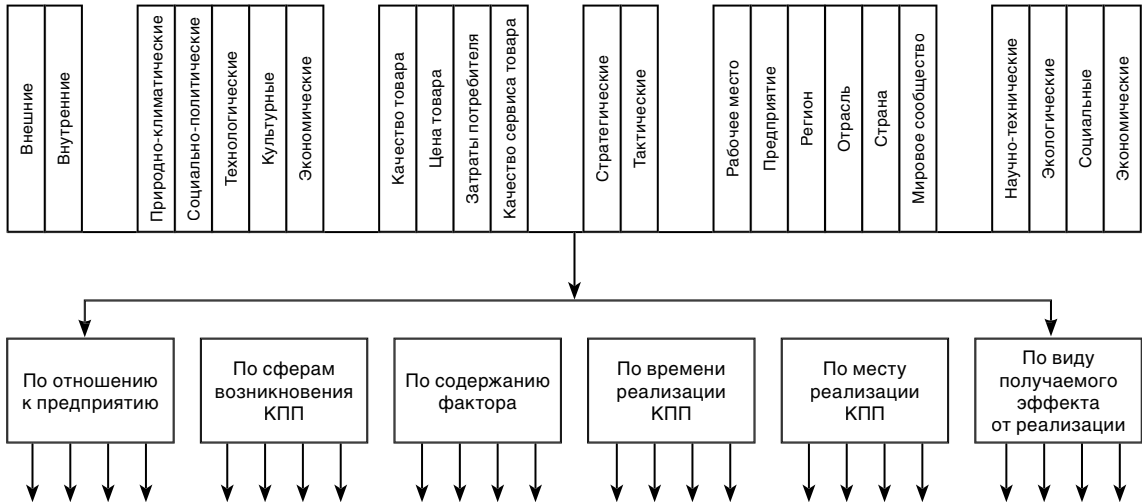 Внешние
Внутренние
Природно-климатические
Социально-политические
Технологические
Культурные
Экономические
Качество товара
Цена товара
Затраты потребителя
Качество сервиса товара
Стратегические
Тактические
Рабочее место
Предприятие
Регион
Отрасль
Страна
Мировое сообщество
Научно-технические
Экологические
Социальные
Экономические
По отношению
к предприятию
По сферам
возникновения
КПП
По содержанию
фактора
По времени
реализации
КПП
По месту
реализации
КПП
По виду
получаемого
эффекта
от реализации